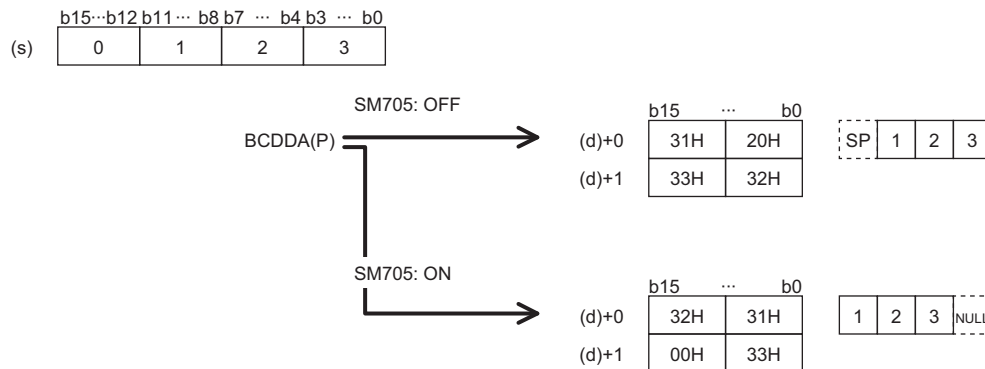 b15···b12 b11··· b8 b7 ··· b4 b3 ··· b0
(s) 0 1 2 3
SM705: OFF
b15 ··· b0
BCDDA(P) (d)+0 31H 20H SP 1 2 3
(d)+1 33H 32H
SM705: ON
b15 ··· b0
(d)+0 32H 31H 1 2 3 NULL
(d)+1 00H 33H